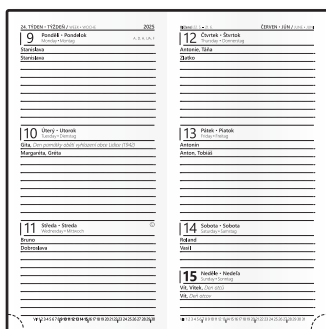 24. TÝDEN • TÝŽDEŇ / WEEK • WOCHE 2025
9 Pondělí • Pondelok
Monday • Montag
Stanislava
Stanislava
10 Úterý • Utorok
Tuesday • Dienstag
Gita, Den památky obětí vyhlazení obce Lidice (1942)
Margaréta, Gréta
11 Středa • Streda
Wednesday • Mittwoch
Bruno
Dobroslava
ČERVEN • JÚN / JUNE •
12 Čtvrtek • Štvrtok
Thursday • Donnerstag
Antonie, Táňa
Zlatko
13 Pátek • Piatok
Friday • Freitag
Antonín
Anton, Tobiáš
14 Sobota • Sobota
Saturday • Samstag
Roland
Vasil
15 Neděle • Nedeľa
Sunday • Sonntag
Vít, Vítek, Den otců
Vít, Deň otcov